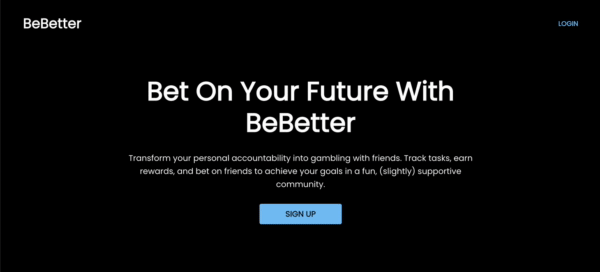 BeBetter
LOGIN
Bet On Your Future With
BeBetter
Transform your personal accountability into gambling with friends. Track tasks, earn
rewards, and bet on friends to achieve your goals in a fun, (slightly) supportive
community.
SIGN UP